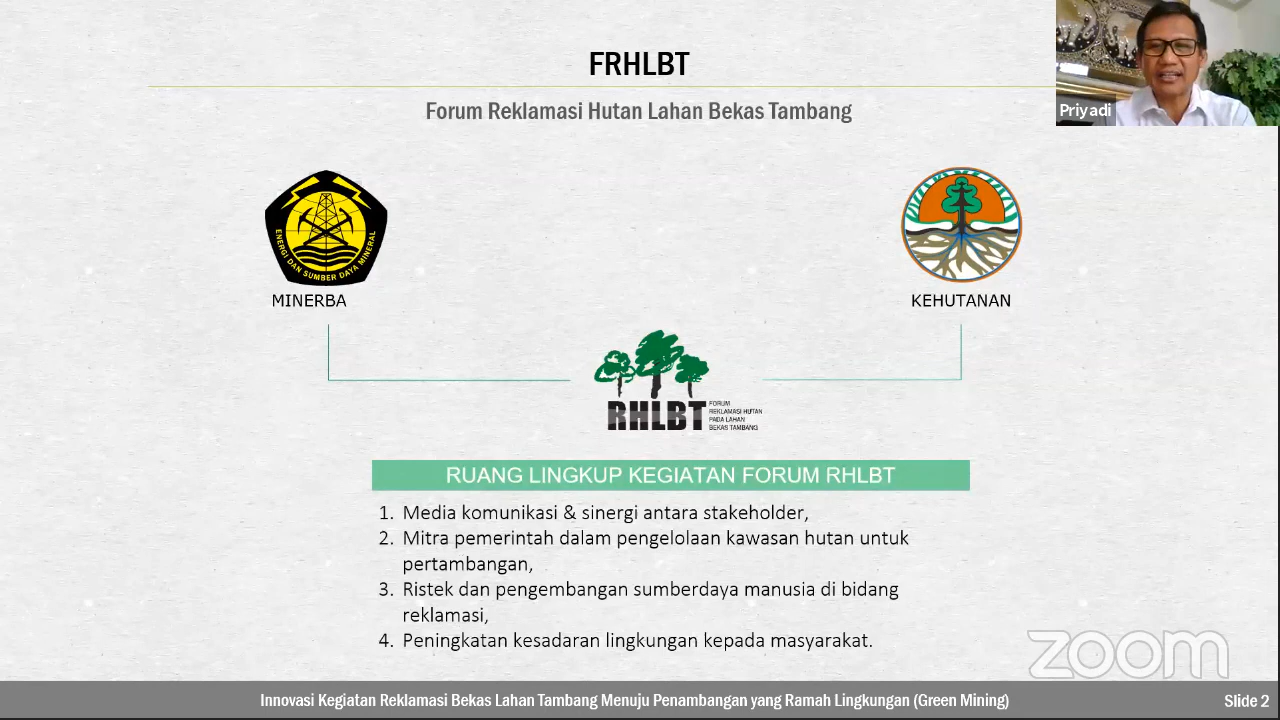 FRHLBT
Forum Reklamasi Hutan Lahan Bekas Tambang
Priyadi
ENERGI DAN SUMBER DAYA MINERAL
MINERBA
KEHUTANAN
RHLBT
FORUM
REKLAMASI HUTAN
PADA LAHAN
BEKAS TAMBANG
RUANG LINGKUP KEGIATAN FORUM RHLBT
1. Media komunikasi & sinergi antara stakeholder,
2. Mitra pemerintah dalam pengelolaan kawasan hutan untuk
pertambangan,
3. Ristek dan pengembangan sumberdaya manusia di bidang
reklamasi,
4. Peningkatan kesadaran lingkungan kepada masyarakat.
zoom
Innovasi Kegiatan Reklamasi Bekas Lahan Tambang Menuju Penambangan yang Ramah Lingkungan (Green Mining)
Slide 2